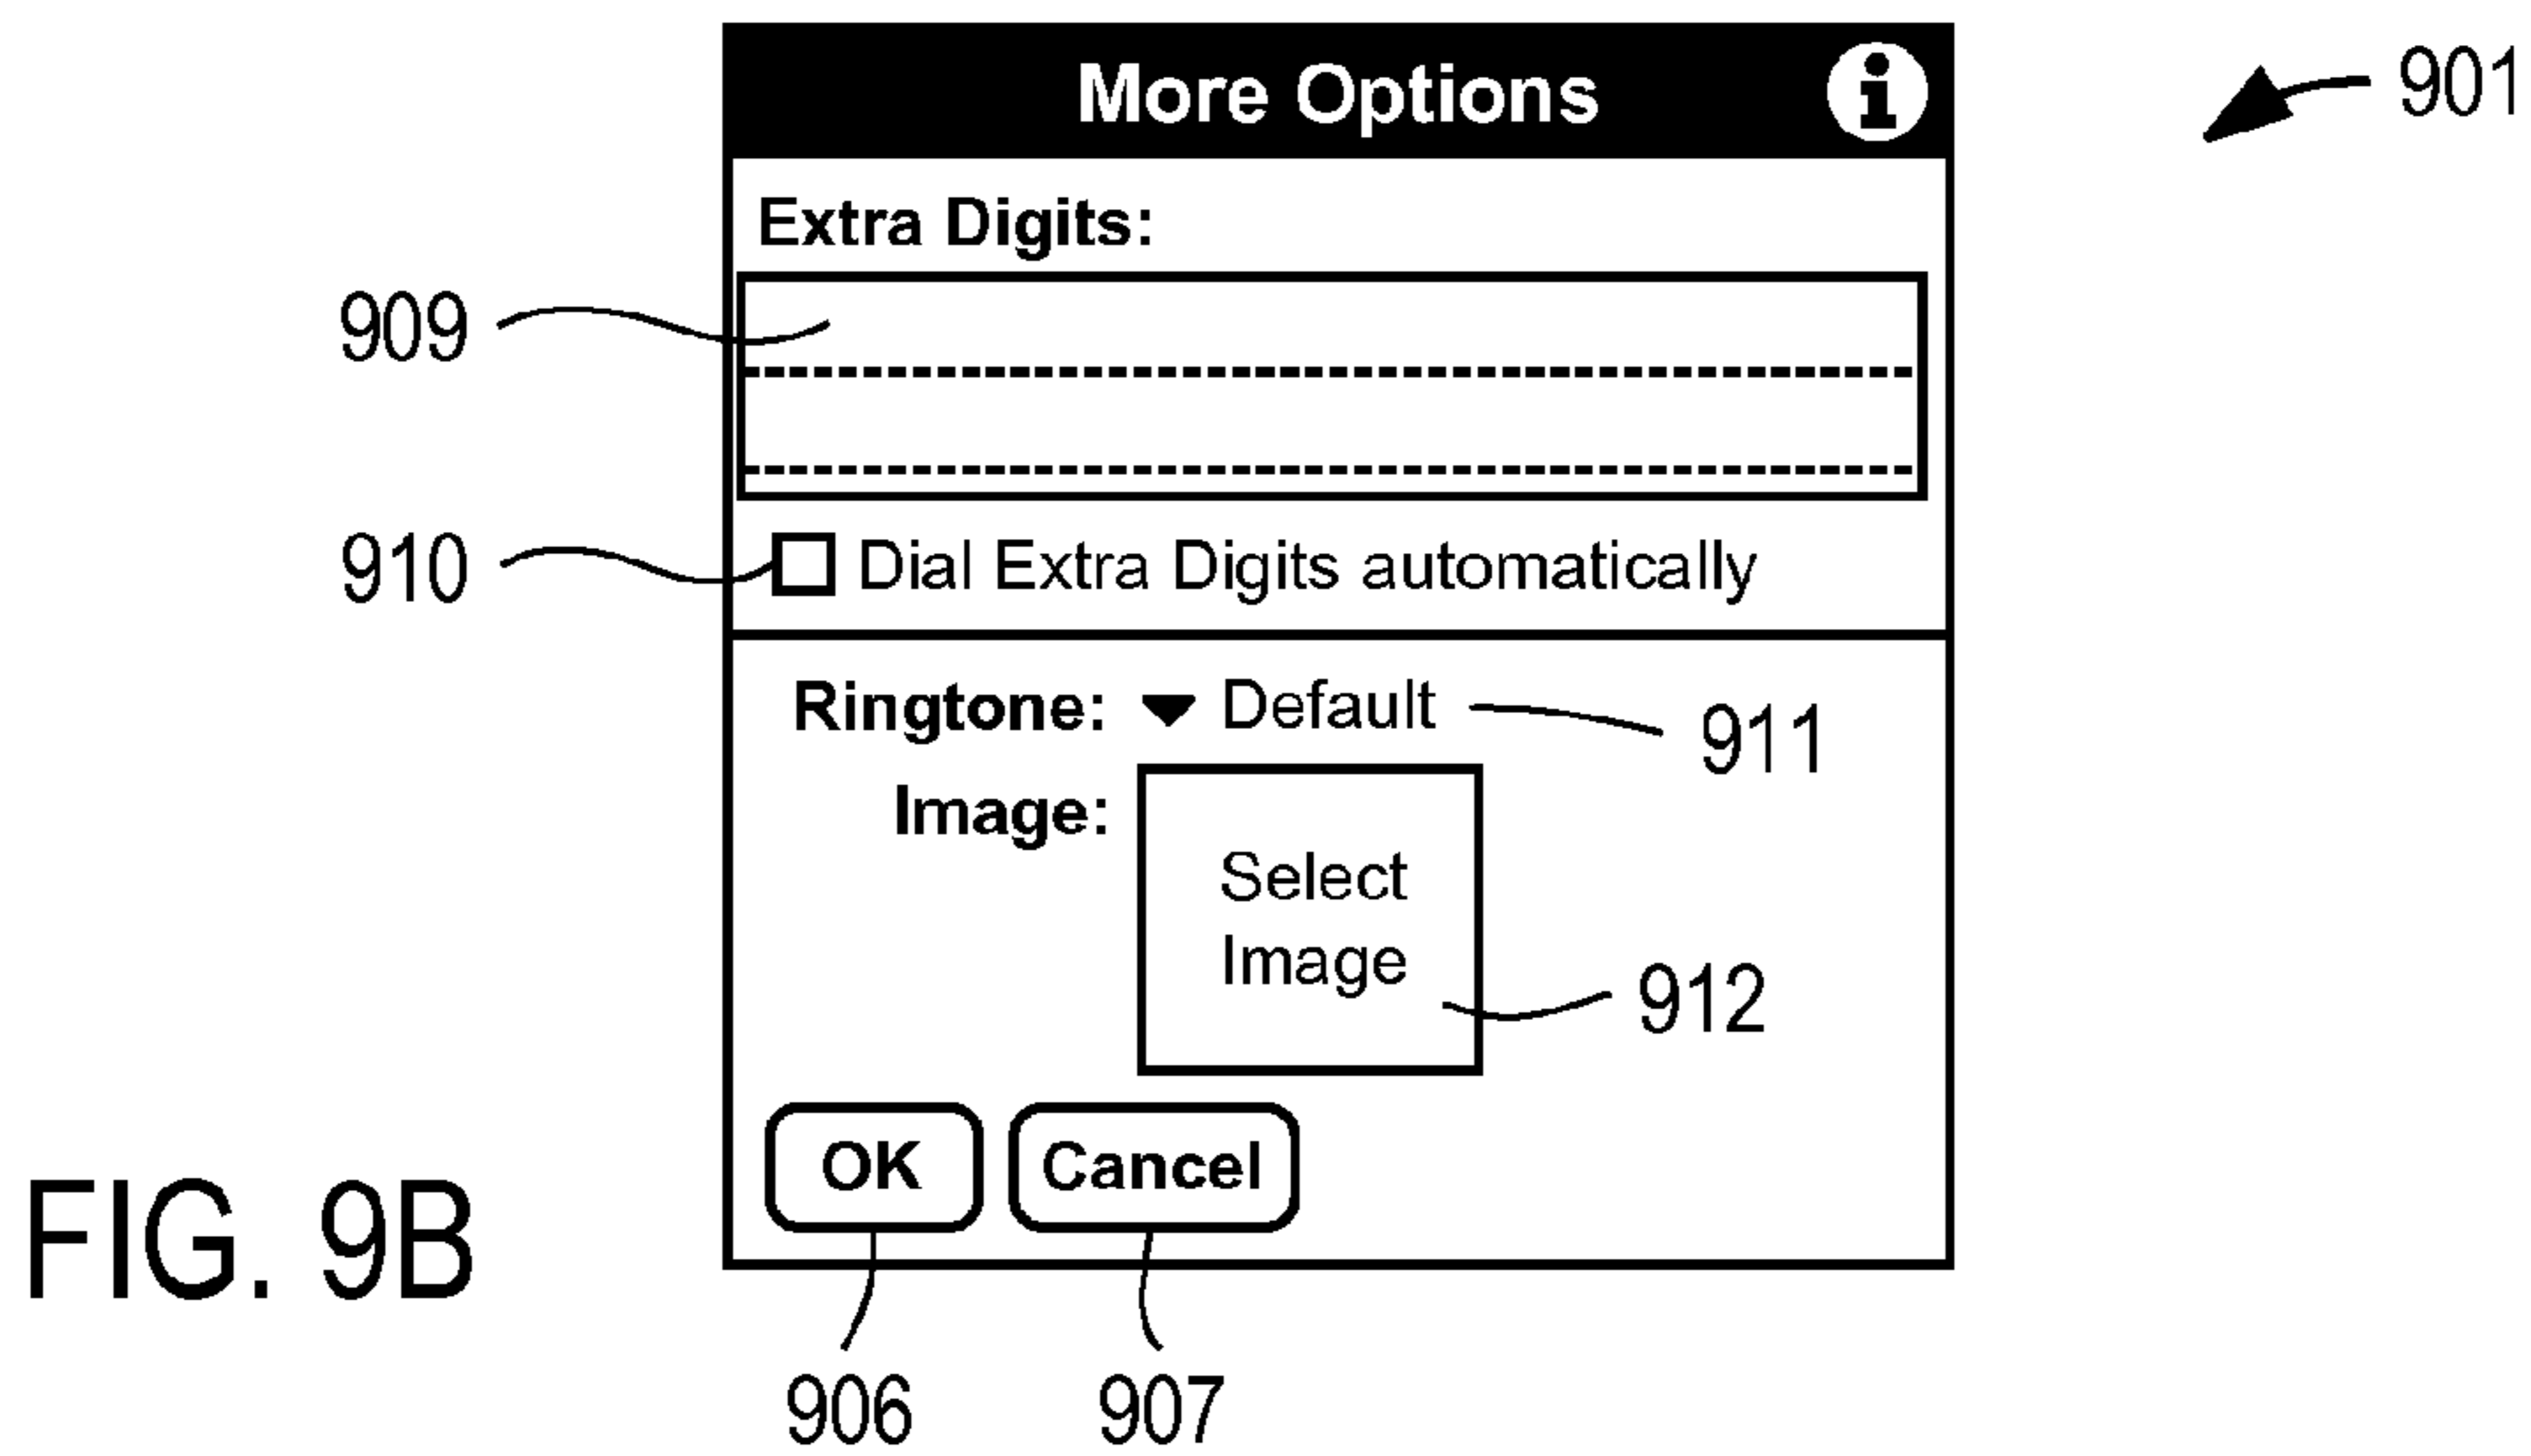 More Options i
901
Extra Digits:
909
910
Dial Extra Digits automatically
Ringtone: Default
911
Image:
Select
Image
912
OK Cancel
FIG. 9B
906 907